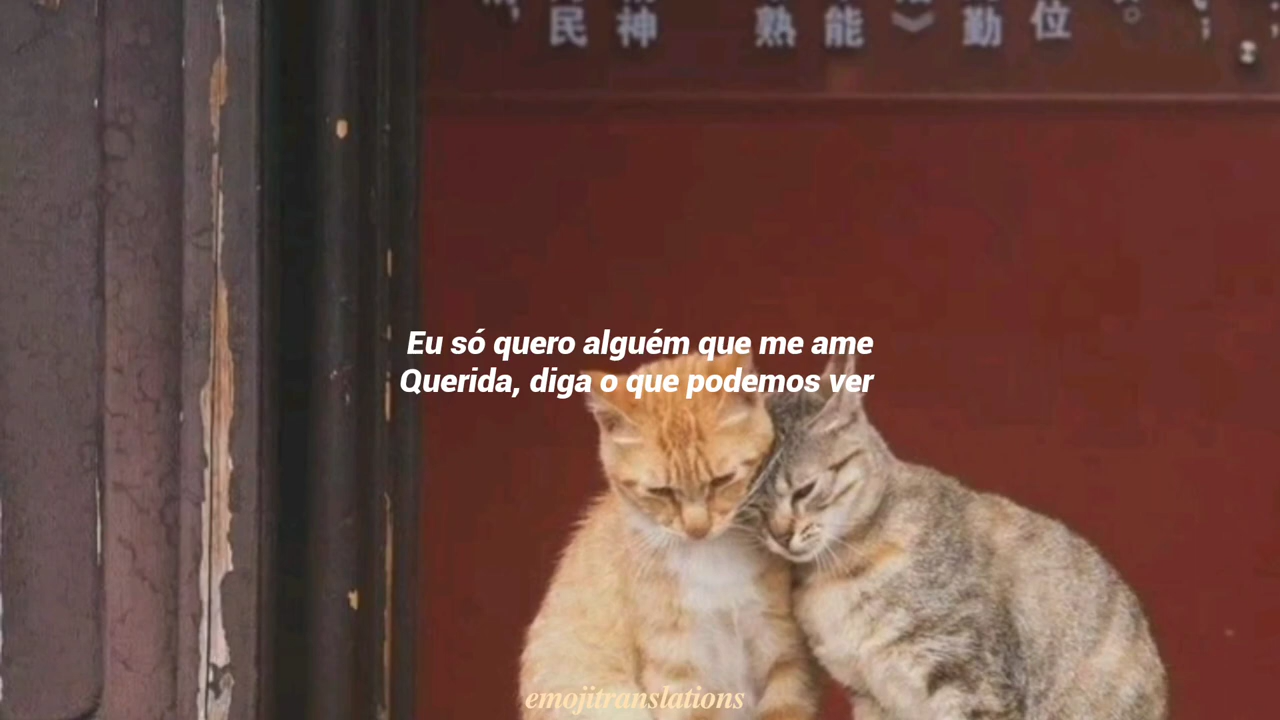 民 神 熟 能 》 勤 位 。
Eu só quero alguém que me ame
Querida, diga o que podemos ver
emojitranslations